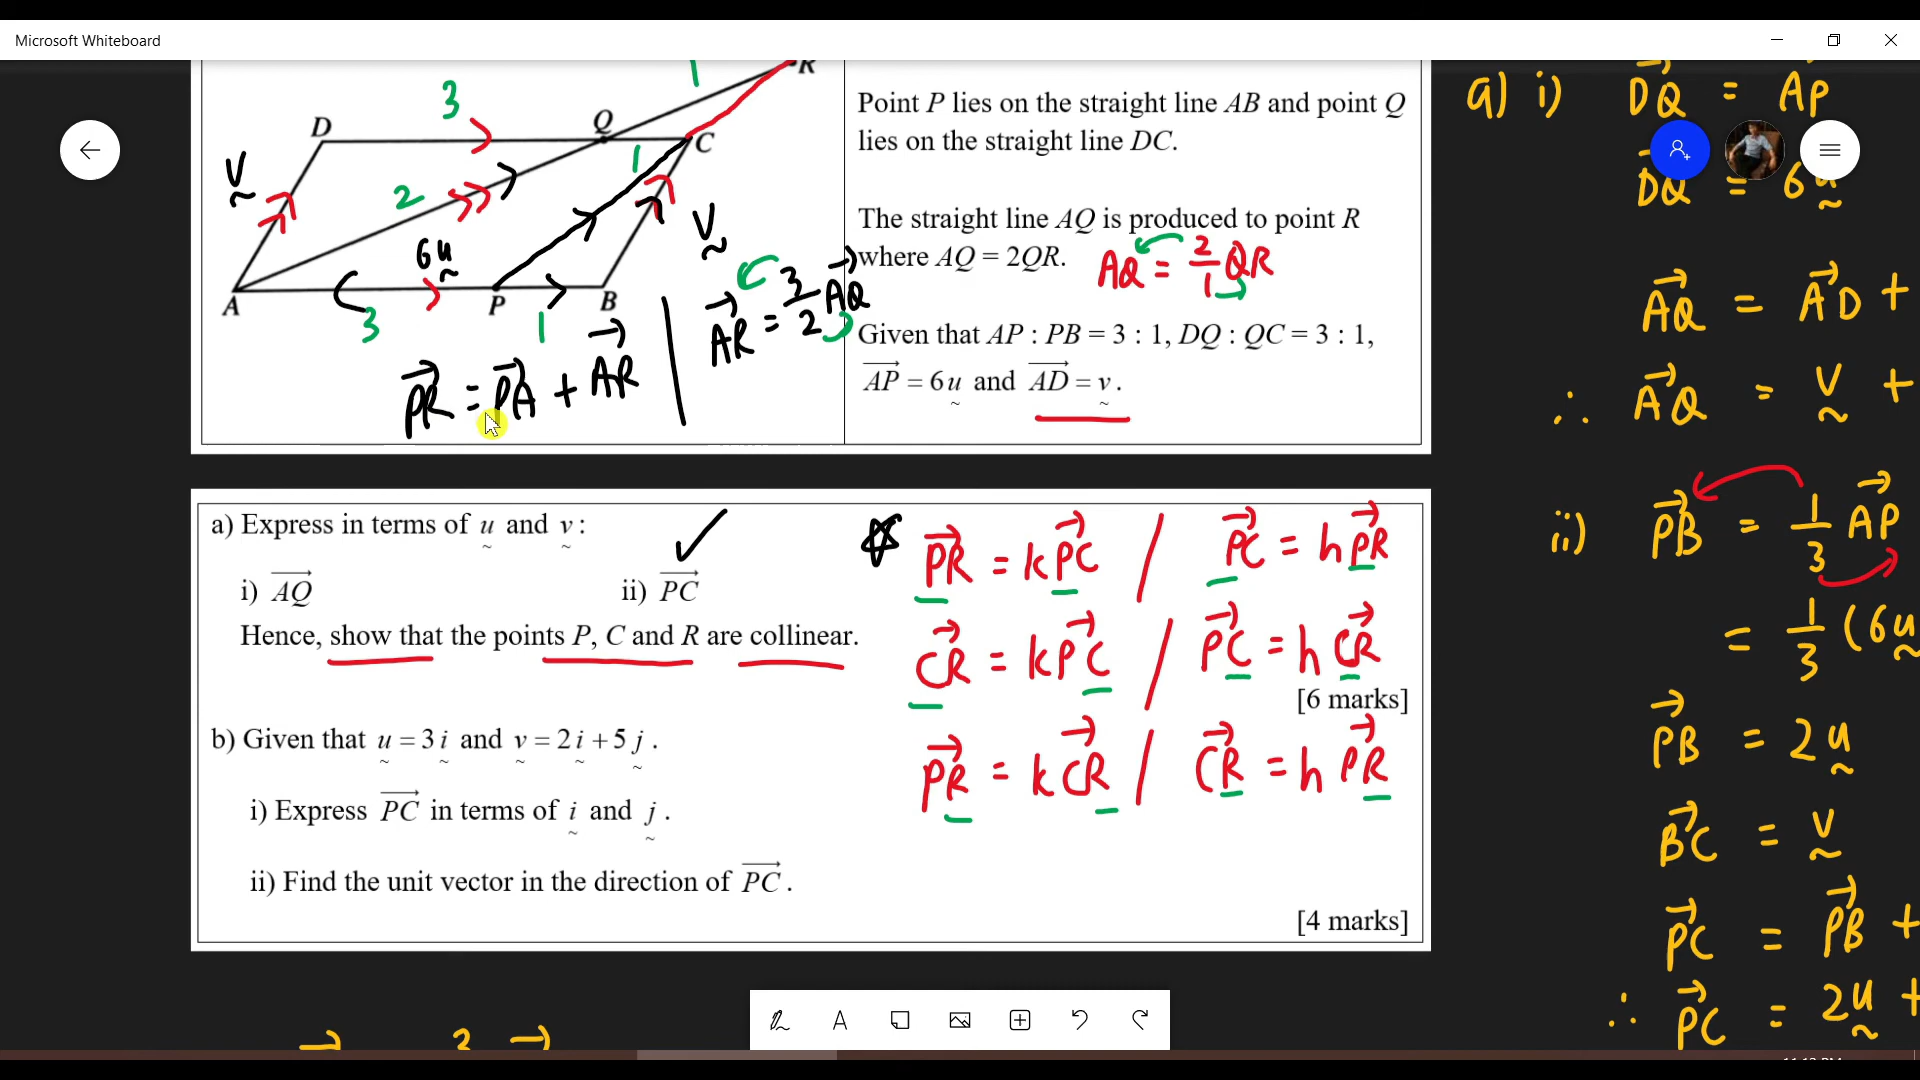 Microsoft Whiteboard
R
1
3
D
Q
C
v
2
1
6u
v
A
3
P
1
B
PR = PA + AR
AR = 3/2 AQ
Point P lies on the straight line AB and point Q
lies on the straight line DC.
The straight line AQ is produced to point R
where AQ = 2QR.
AQ = 2/1 QR
Given that AP : PB = 3 : 1, DQ : QC = 3 : 1,
AP = 6u and AD = v.
~ ~
a) Express in terms of u and v :
i) AQ ii) PC
Hence, show that the points P, C and R are collinear.
PR = kPC / PC = hPR
CR = kPC / PC = hCR
[6 marks]
PR = kCR / CR = hPR
b) Given that u = 3i and v = 2i + 5j .
i) Express PC in terms of i and j .
ii) Find the unit vector in the direction of PC .
[4 marks]
a) i) DQ = AP
DQ = 6u
AQ = AD +
∴ AQ = v +
ii) PB = 1/3 AP
= 1/3 (6u
PB = 2u
BC = v
PC = PB +
∴ PC = 2u +